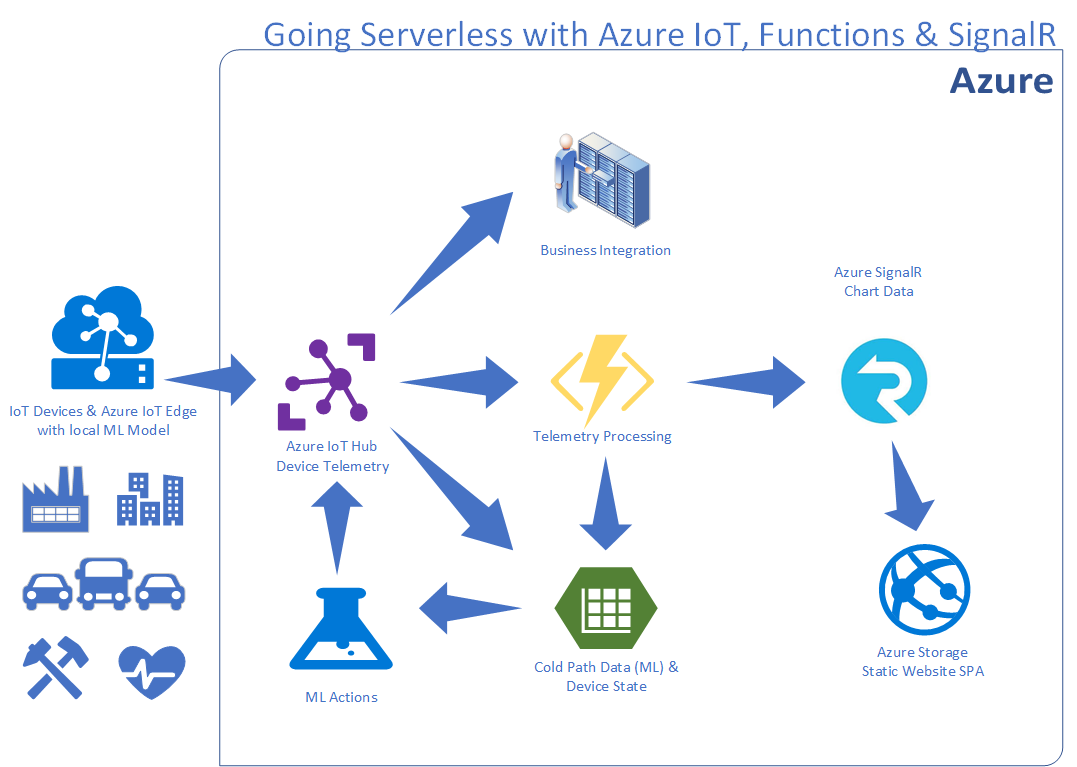 Going Serverless with Azure IoT, Functions & SignalR
Azure
Business Integration
Azure SignalR
Chart Data
IoT Devices & Azure IoT Edge
with local ML Model
Azure IoT Hub
Device Telemetry
Telemetry Processing
Cold Path Data (ML) &
Device State
Azure Storage
Static Website SPA
ML Actions